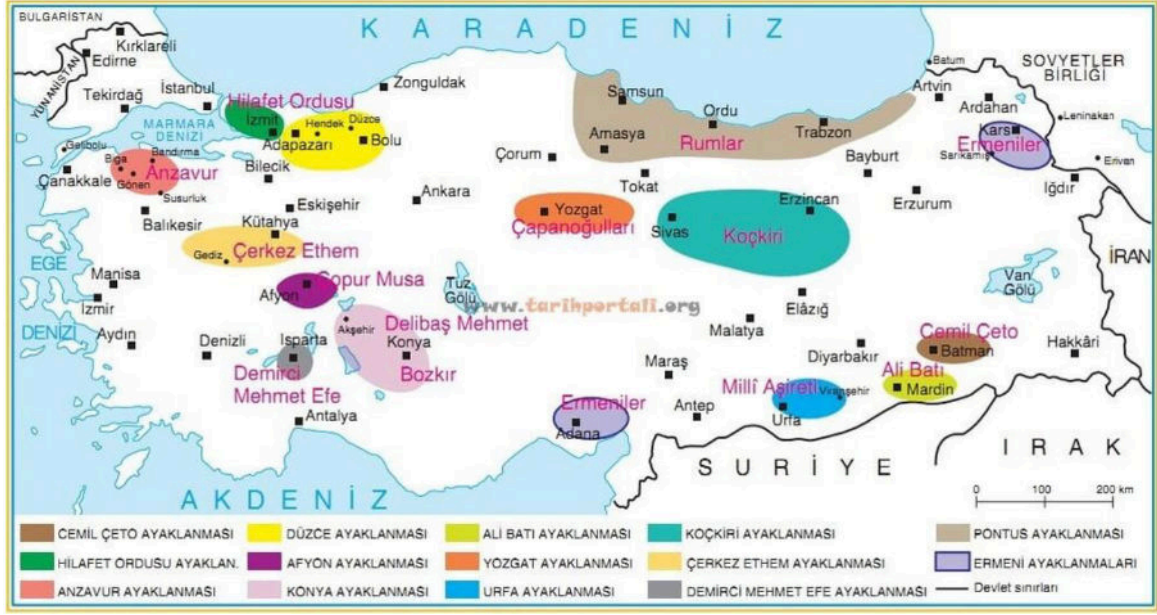 BULGARİSTAN
KARADENİZ
Kırklareli
Edirne
YUNANİSTAN
Tekirdağ
İstanbul
Zonguldak
Batum
SOVYETLER
BİRLİĞİ
Artvin
Ardahan
Leninakan
Hilafet Ordusu
İzmit
Hendek
Düzce
Adapazarı
Bolu
MARMARA
DENİZİ
Samsun
Ordu
Trabzon
Amasya
Rumlar
Kars
Ermeniler
Sarıkamış
Erivan
Gelibolu
Bandırma
Biga
Anzavur
Gönen
Çanakkale
Susurluk
Bilecik
Çorum
Tokat
Bayburt
Iğdır
Ankara
Eskişehir
Balıkesir
Kütahya
Yozgat
Çapanoğulları
Sivas
Erzincan
Koçkiri
Erzurum
Çerkez Ethem
Gediz
EGE
DENİZİ
Manisa
İzmir
Aydın
Denizli
Çopur Musa
Afyon
Tuz
Gölü
www.tarihportali.org
Elâzığ
Van
Gölü
İRAN
Akşehir
Delibaş Mehmet
Konya
Bozkır
Isparta
Demirci
Mehmet Efe
Antalya
Malatya
Maraş
Diyarbakır
Cemil Çeto
Batman
Hakkâri
Ali Batı
Mardin
Millî Aşireti
Viranşehir
Urfa
Antep
Ermeniler
Adana
SURİYE
IRAK
AKDENİZ
0 100 200 km
CEMİL ÇETO AYAKLANMASI
DÜZCE AYAKLANMASI
ALİ BATI AYAKLANMASI
KOÇKİRİ AYAKLANMASI
PONTUS AYAKLANMASI
HİLAFET ORDUSU AYAKLAN.
AFYON AYAKLANMASI
YOZGAT AYAKLANMASI
ÇERKEZ ETHEM AYAKLANMASI
ERMENİ AYAKLANMALARI
ANZAVUR AYAKLANMASI
KONYA AYAKLANMASI
URFA AYAKLANMASI
DEMİRCİ MEHMET EFE AYAKLANMASI
Devlet sınırları